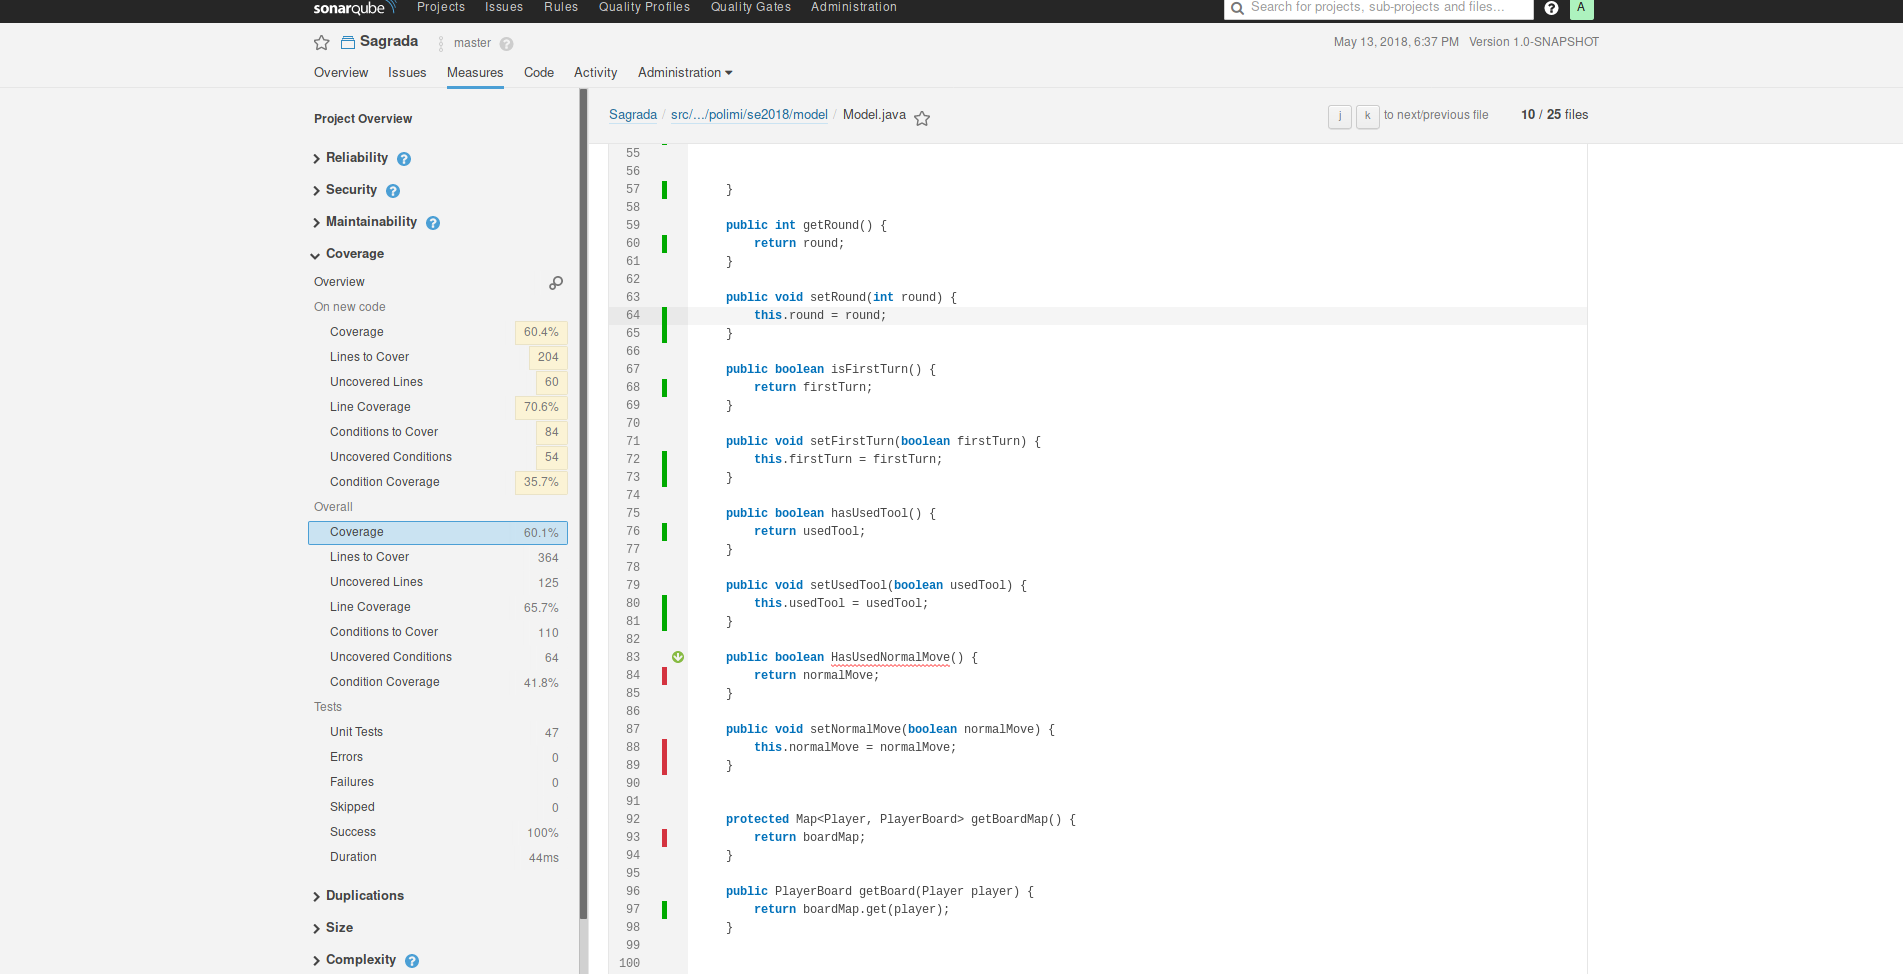 sonarqube Projects Issues Rules Quality Profiles Quality Gates Administration Search for projects, sub-projects and files... ? A
Sagrada master ? May 13, 2018, 6:37 PM Version 1.0-SNAPSHOT
Overview Issues Measures Code Activity Administration
Project Overview
Reliability ?
Security ?
Maintainability ?
Coverage
Overview
On new code
Coverage 60.4%
Lines to Cover 204
Uncovered Lines 60
Line Coverage 70.6%
Conditions to Cover 84
Uncovered Conditions 54
Condition Coverage 35.7%
Overall
Coverage 60.1%
Lines to Cover 364
Uncovered Lines 125
Line Coverage 65.7%
Conditions to Cover 110
Uncovered Conditions 64
Condition Coverage 41.8%
Tests
Unit Tests 47
Errors 0
Failures 0
Skipped 0
Success 100%
Duration 44ms
Duplications
Size
Complexity ?
Sagrada / src/.../polimi/se2018/model / Model.java j k to next/previous file 10 / 25 files
55
56
57 }
58
59 public int getRound() {
60 return round;
61 }
62
63 public void setRound(int round) {
64 this.round = round;
65 }
66
67 public boolean isFirstTurn() {
68 return firstTurn;
69 }
70
71 public void setFirstTurn(boolean firstTurn) {
72 this.firstTurn = firstTurn;
73 }
74
75 public boolean hasUsedTool() {
76 return usedTool;
77 }
78
79 public void setUsedTool(boolean usedTool) {
80 this.usedTool = usedTool;
81 }
82
83 public boolean HasUsedNormalMove() {
84 return normalMove;
85 }
86
87 public void setNormalMove(boolean normalMove) {
88 this.normalMove = normalMove;
89 }
90
91
92 protected Map<Player, PlayerBoard> getBoardMap() {
93 return boardMap;
94 }
95
96 public PlayerBoard getBoard(Player player) {
97 return boardMap.get(player);
98 }
99
100